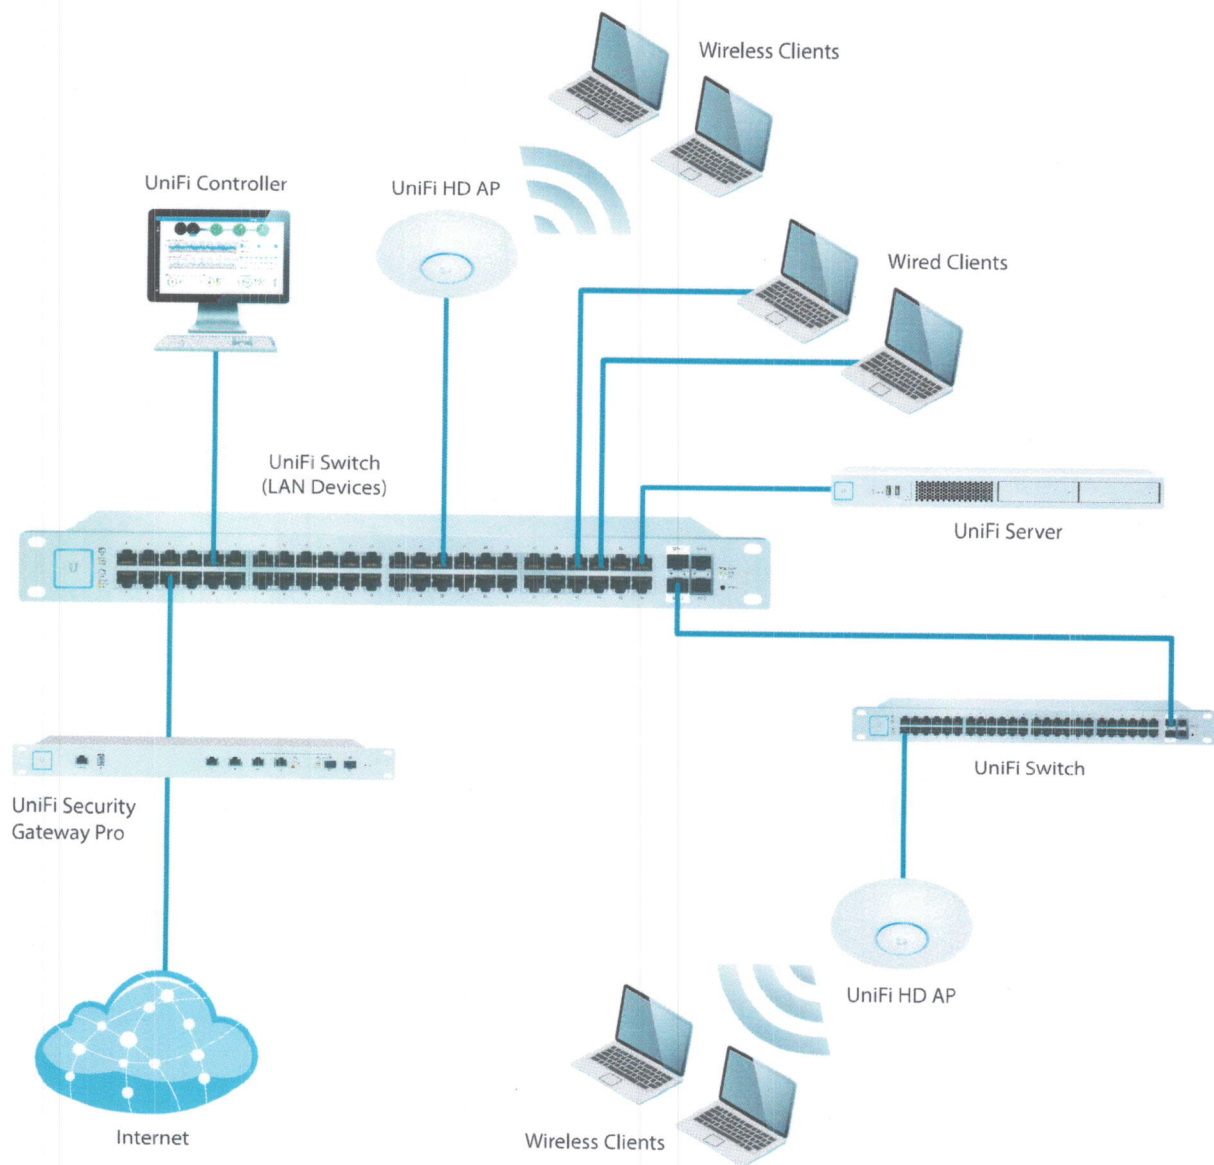 Wireless Clients
UniFi Controller
UniFi HD AP
Wired Clients
UniFi Switch
(LAN Devices)
UniFi Server
UniFi Switch
UniFi Security
Gateway Pro
UniFi HD AP
Internet
Wireless Clients